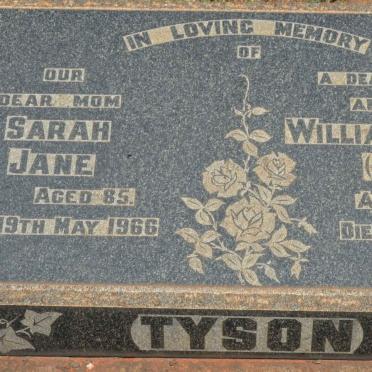 IN LOVING MEMORY
OF
OUR
DEAR MOM
SARAH
JANE
AGED 85.
19TH MAY 1966
A
TYSON